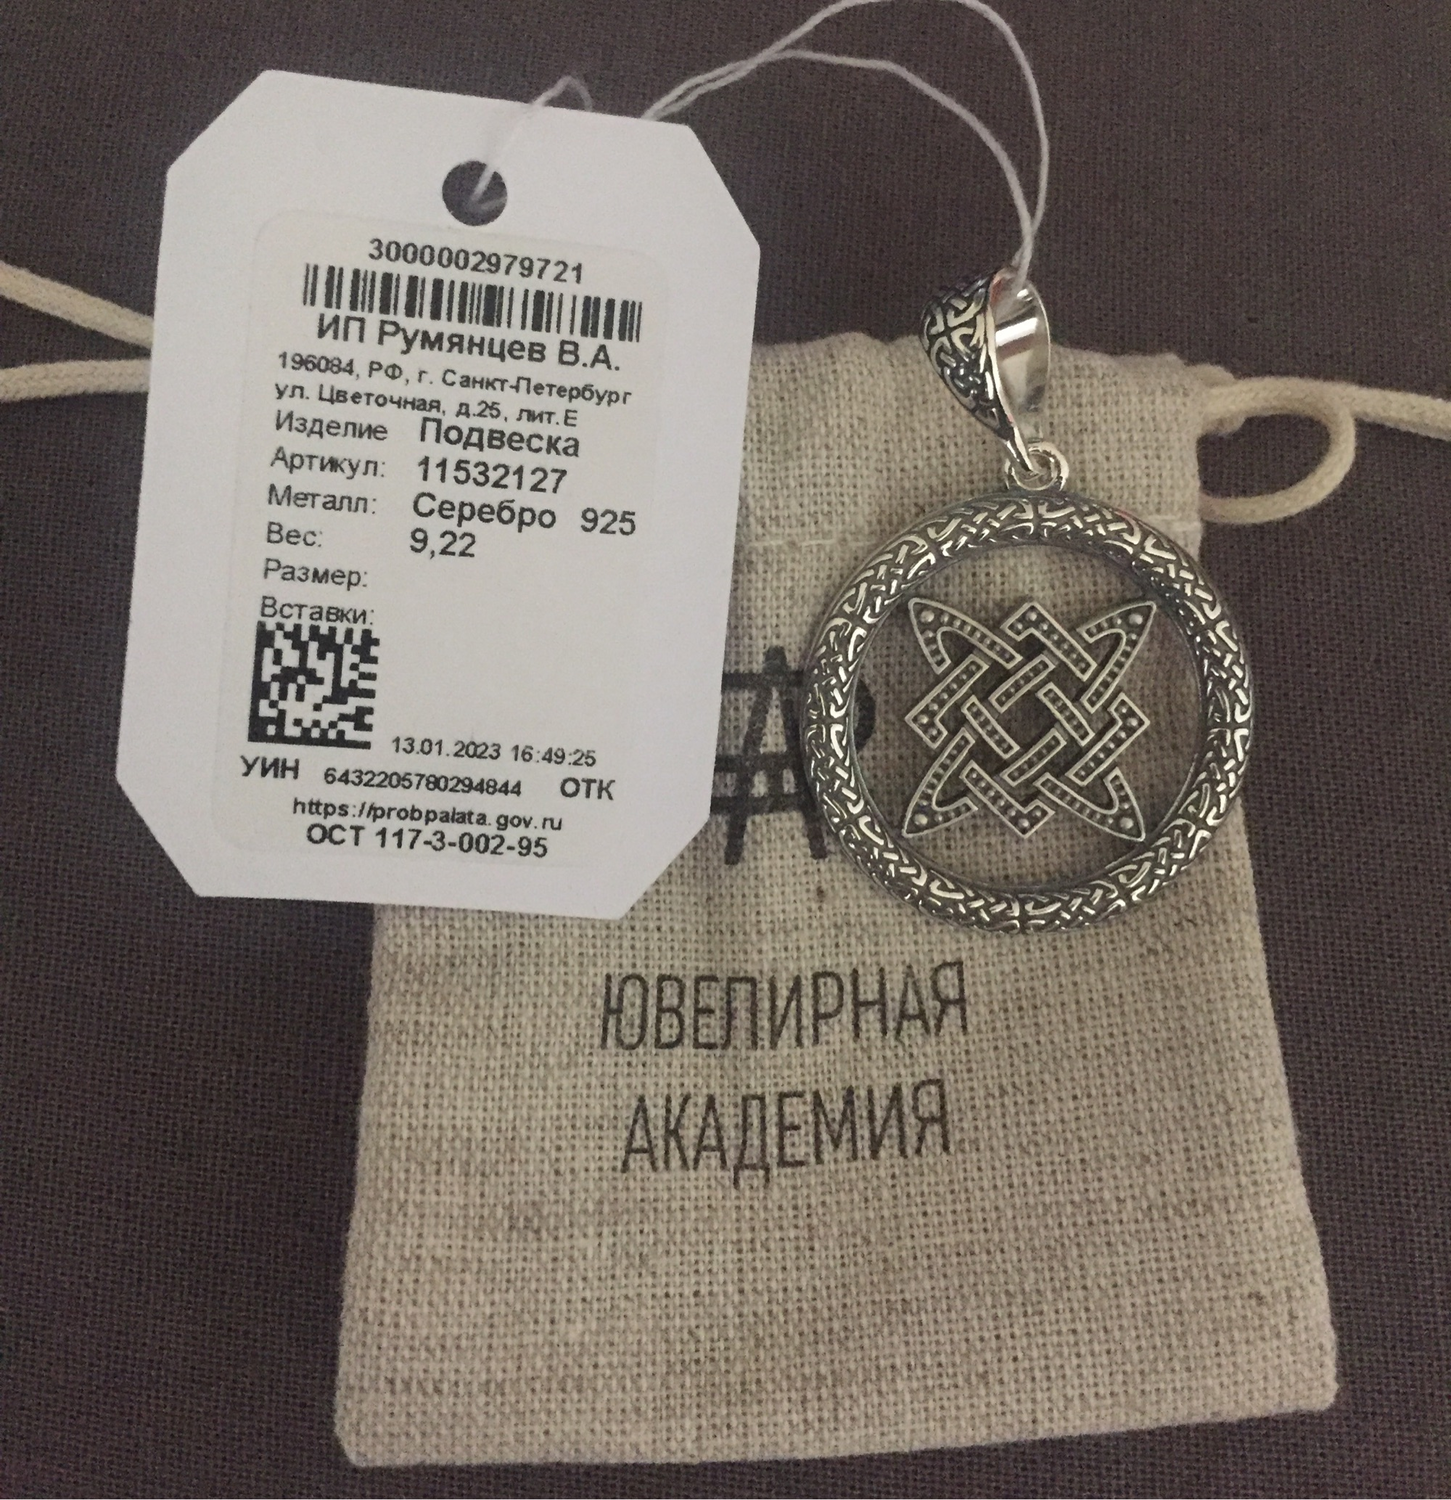 3000002979721
ИП Румянцев В.А.
196084, РФ, г. Санкт-Петербург
ул. Цветочная, д.25, лит.Е
Изделие Подвеска
Артикул: 11532127
Металл: Серебро 925
Вес: 9,22
Размер:
Вставки:
13.01.2023 16:49:25
УИН 6432205780294844 ОТК
https://probpalata.gov.ru
ОСТ 117-3-002-95
ЮВЕЛИРНАЯ
АКАДЕМИЯ